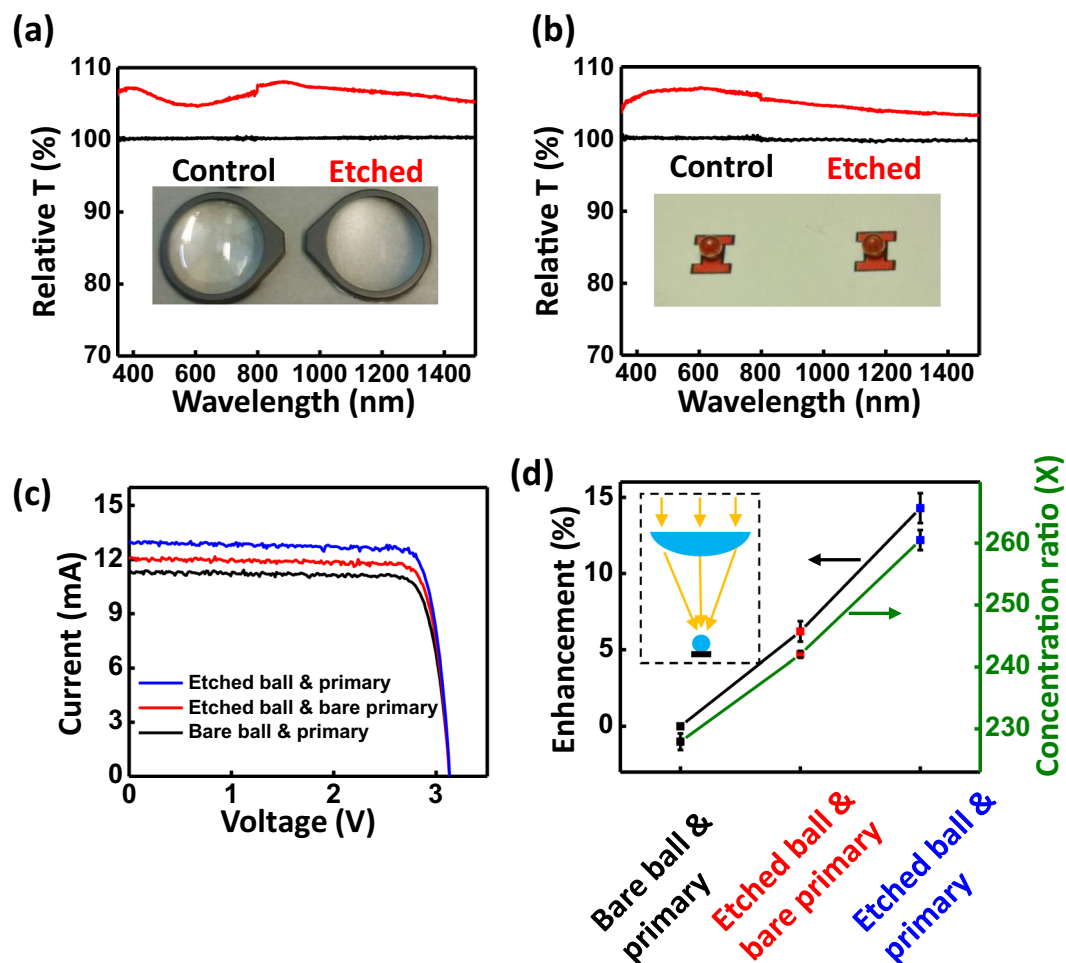 (a)
110
100
90
80
70
Relative T (%)
Control
Etched
400 600 800 1000 1200 1400
Wavelength (nm)
(b)
110
100
90
80
70
Relative T (%)
Control
Etched
400 600 800 1000 1200 1400
Wavelength (nm)
(c)
15
12
9
6
3
0
Current (mA)
Etched ball & primary
Etched ball & bare primary
Bare ball & primary
0 1 2 3
Voltage (V)
(d)
15
10
5
0
Enhancement (%)
260
250
240
230
Concentration ratio (X)
Bare ball &
primary
Etched ball &
bare primary
Etched ball &
primary